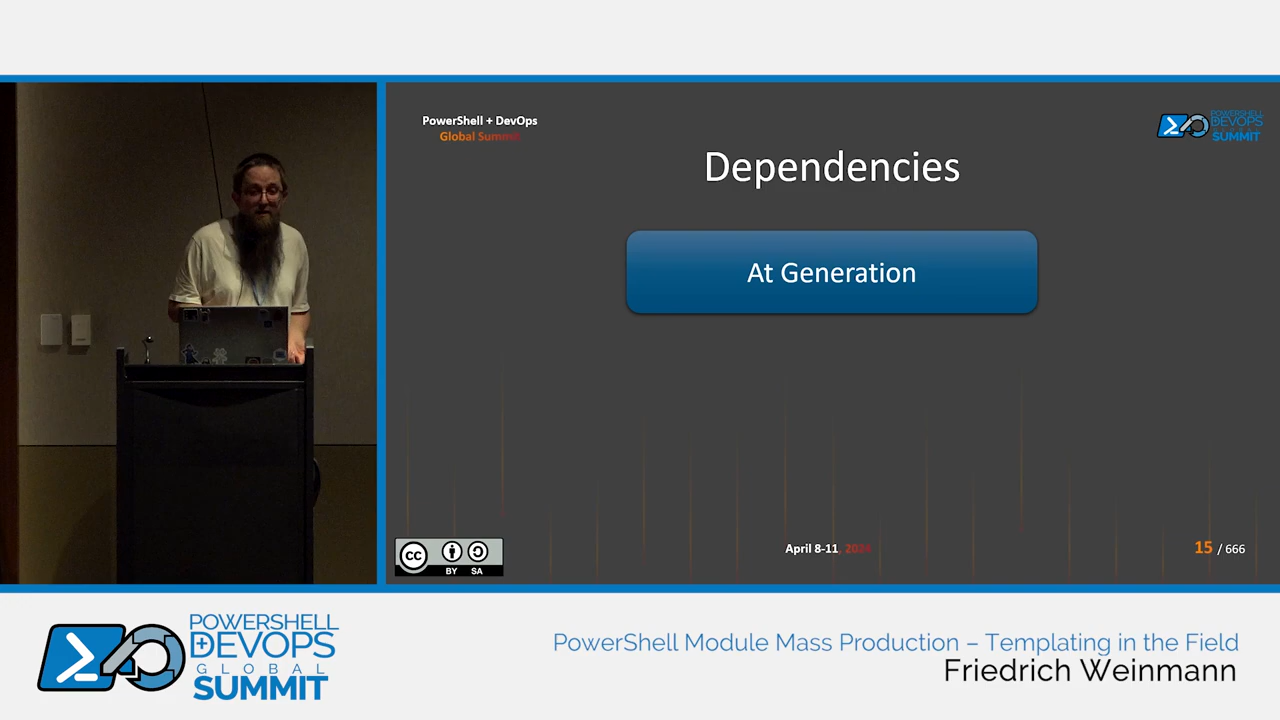 PowerShell + DevOps
Global Summit
POWERSHELL
DEVOPS
SUMMIT
Dependencies
At Generation
CC
BY SA
April 8-11, 2024
15 / 666
POWERSHELL
+DEVOPS
GLOBAL
SUMMIT
PowerShell Module Mass Production – Templating in the Field
Friedrich Weinmann